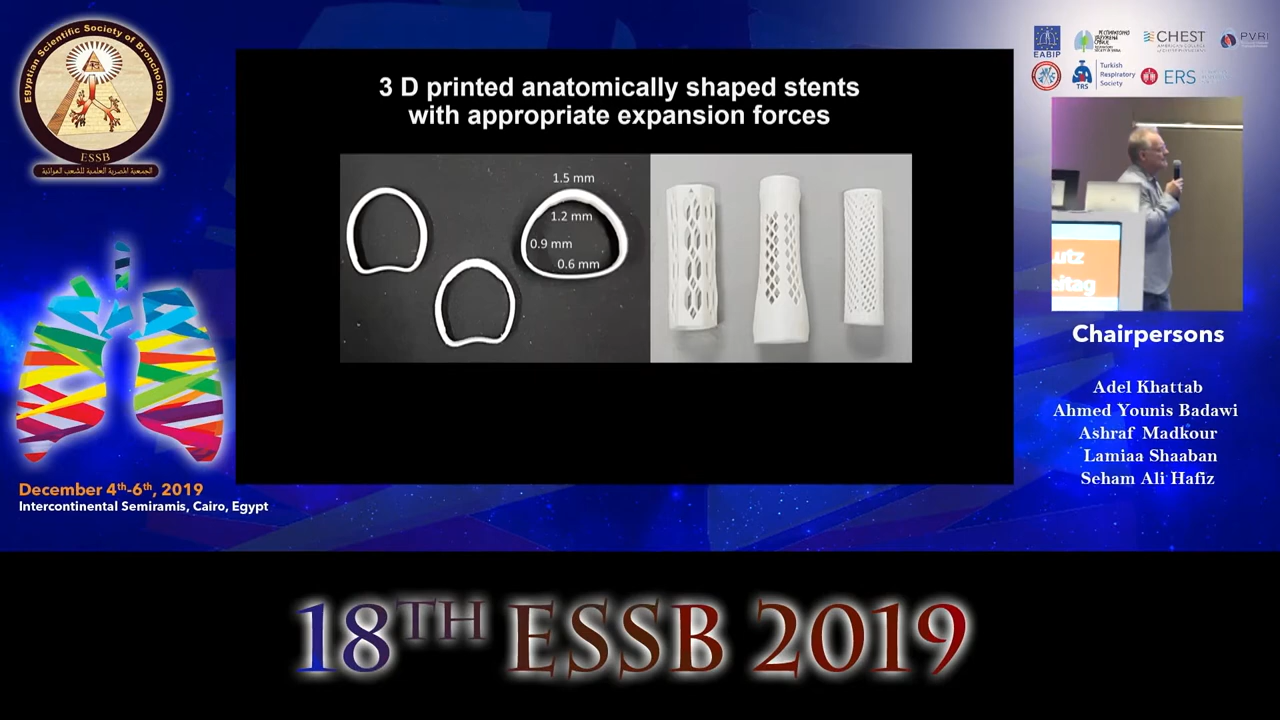 Egyptian Scientific Society of Bronchology
ESSB
الجمعية المصرية العلمية للشعب الهوائية
December 4th-6th, 2019
Intercontinental Semiramis, Cairo, Egypt
3 D printed anatomically shaped stents
with appropriate expansion forces
1.5 mm
1.2 mm
0.9 mm
0.6 mm
EABIP
CHEST
PVRI
TRS
Turkish
Respiratory
Society
ERS
utz
eitag
Chairpersons
Adel Khattab
Ahmed Younis Badawi
Ashraf Madkour
Lamiaa Shaaban
Seham Ali Hafiz
18TH ESSB 2019